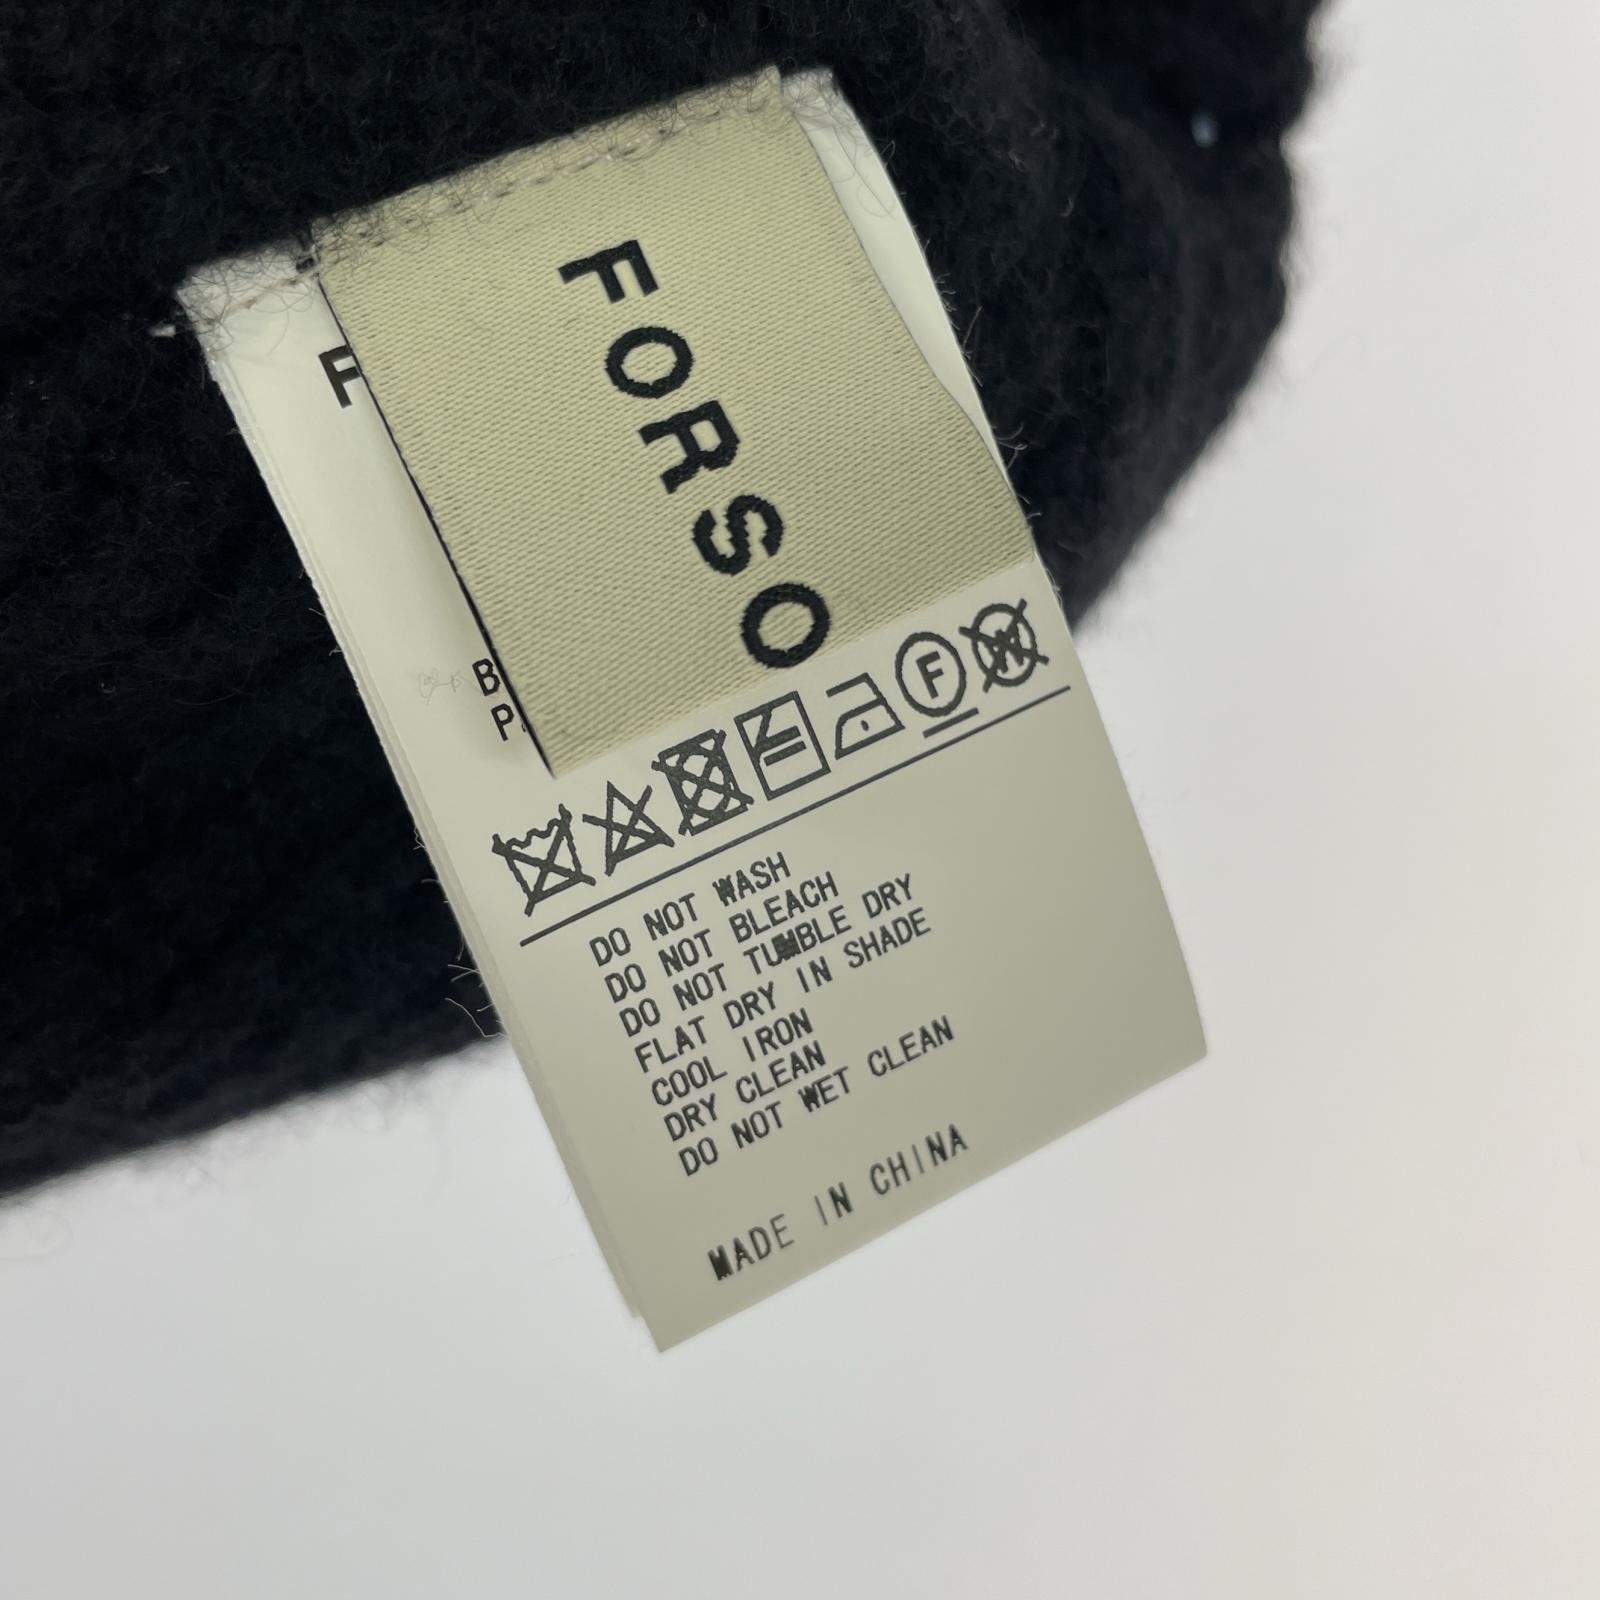 FORSO
F
B
P
F
W
DO NOT WASH
DO NOT BLEACH
DO NOT TUMBLE DRY
FLAT DRY IN SHADE
COOL IRON
DRY CLEAN
DO NOT WET CLEAN
MADE IN CHINA